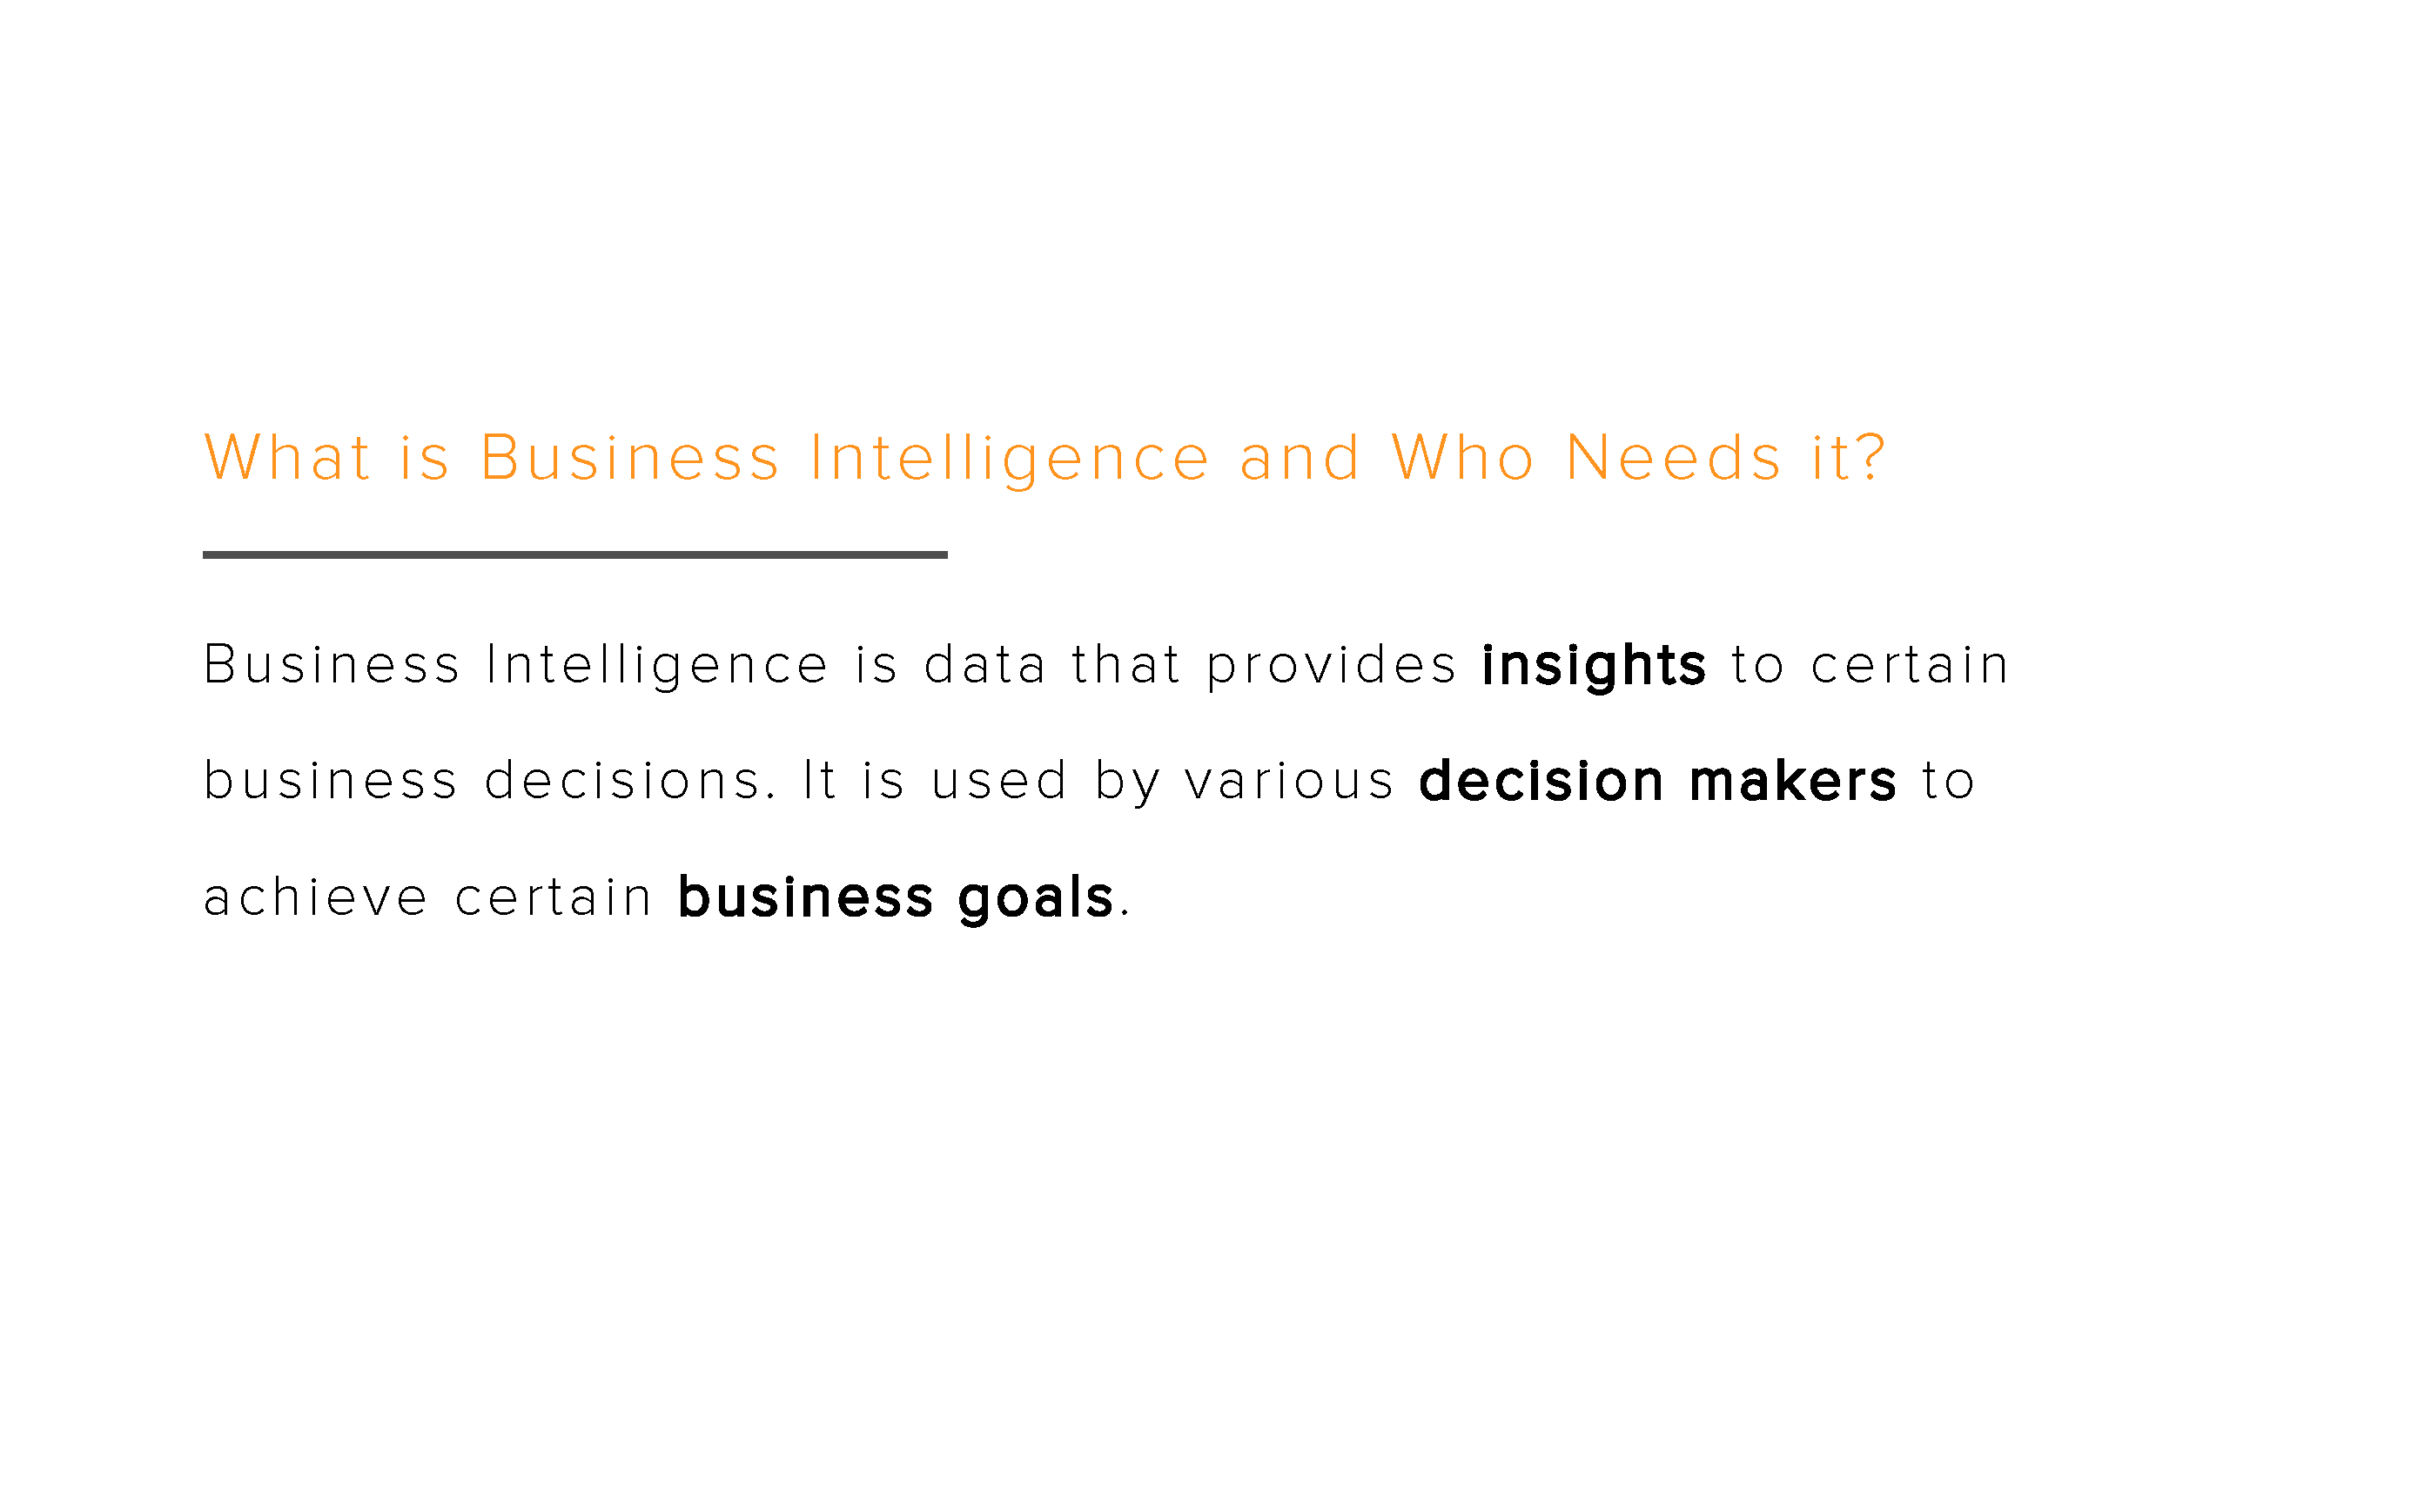 What is Business Intelligence and Who Needs it?
Business Intelligence is data that provides insights to certain
business decisions. It is used by various decision makers to
achieve certain business goals.